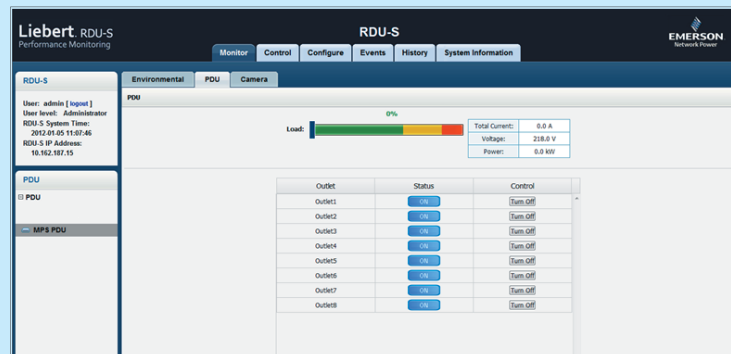 Liebert. RDU-S
Performance Monitoring
RDU-S
EMERSON
Network Power
Monitor Control Configure Events History System Information
RDU-S
User: admin [ logout ]
User level: Administrator
RDU-S System Time:
2012-01-05 11:07:46
RDU-S IP Address:
10.162.187.15
PDU
PDU
MPS PDU
Environmental PDU Camera
PDU
0%
Load:
Total Current: 0.0 A
Voltage: 218.0 V
Power: 0.0 kW
Outlet Status Control
Outlet1 ON Turn Off
Outlet2 ON Turn Off
Outlet3 ON Turn Off
Outlet4 ON Turn Off
Outlet5 ON Turn Off
Outlet6 ON Turn Off
Outlet7 ON Turn Off
Outlet8 ON Turn Off